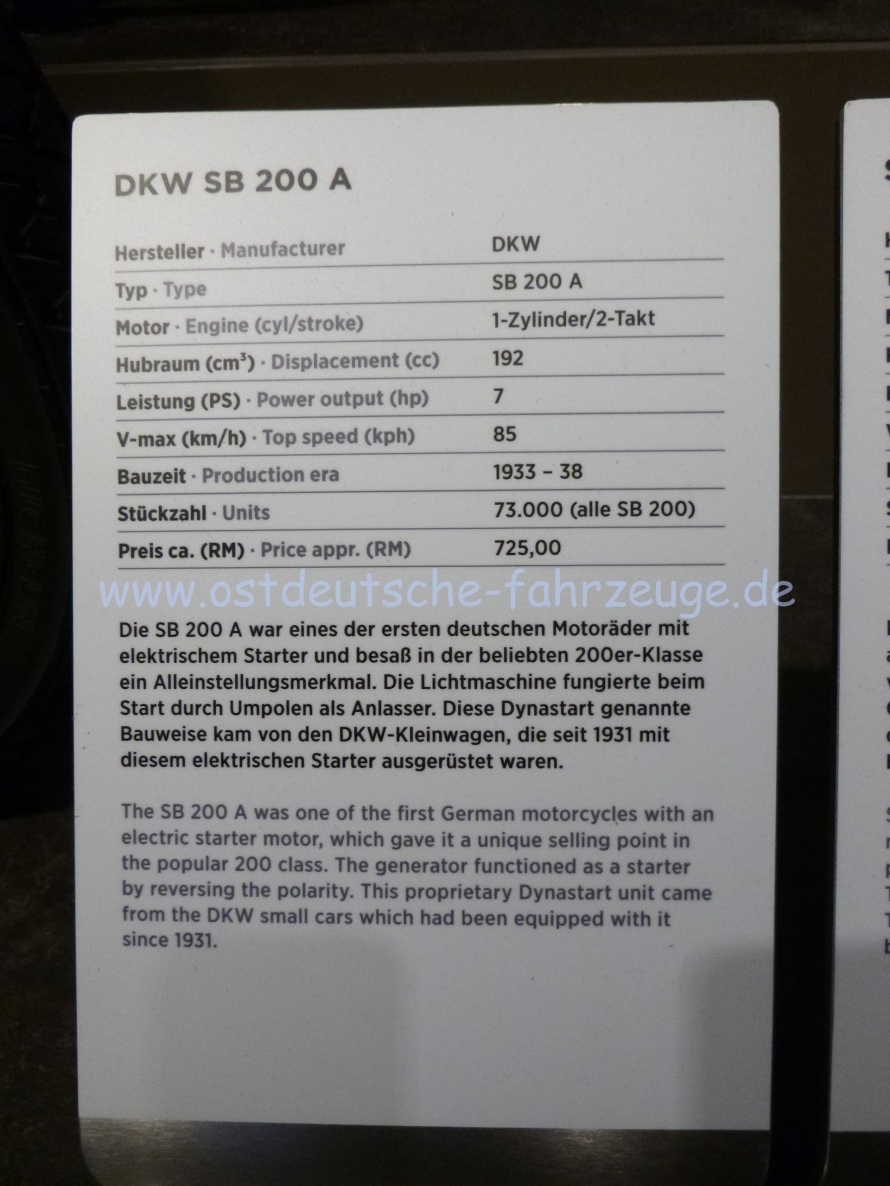 DKW SB 200 A
Hersteller · Manufacturer DKW
Typ · Type SB 200 A
Motor · Engine (cyl/stroke) 1-Zylinder/2-Takt
Hubraum (cm³) · Displacement (cc) 192
Leistung (PS) · Power output (hp) 7
V-max (km/h) · Top speed (kph) 85
Bauzeit · Production era 1933 – 38
Stückzahl · Units 73.000 (alle SB 200)
Preis ca. (RM) · Price appr. (RM) 725,00
www.ostdeutsche-fahrzeuge.de
Die SB 200 A war eines der ersten deutschen Motoräder mit
elektrischem Starter und besaß in der beliebten 200er-Klasse
ein Alleinstellungsmerkmal. Die Lichtmaschine fungierte beim
Start durch Umpolen als Anlasser. Diese Dynastart genannte
Bauweise kam von den DKW-Kleinwagen, die seit 1931 mit
diesem elektrischen Starter ausgerüstet waren.
The SB 200 A was one of the first German motorcycles with an
electric starter motor, which gave it a unique selling point in
the popular 200 class. The generator functioned as a starter
by reversing the polarity. This proprietary Dynastart unit came
from the DKW small cars which had been equipped with it
since 1931.